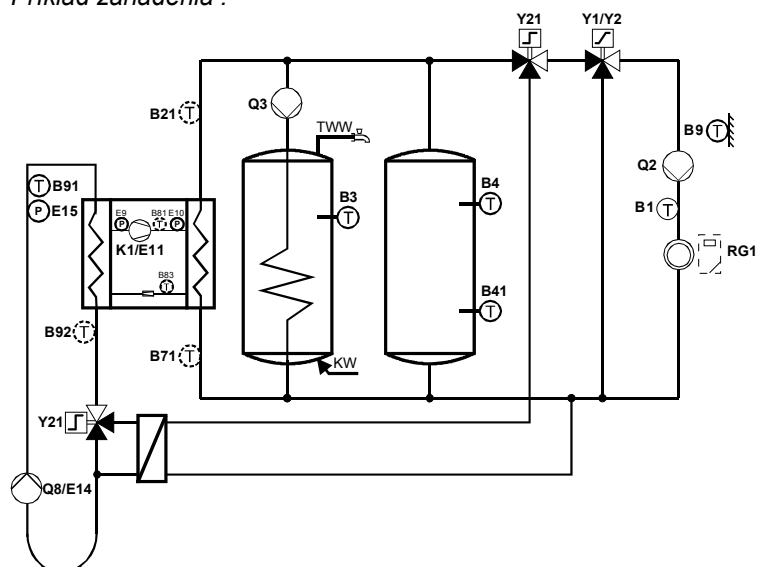 Príklad zariadenia :
Y21 Y1/Y2
B21 T
Q3
TWW
B9 T
Q2
T B91
P E15
E9 B81 E10
P T P
K1/E11
B83
T
B3
T
B4
T
B1 T
RG1
B41
T
B92 T
B71 T
KW
Y21
Q8/E14